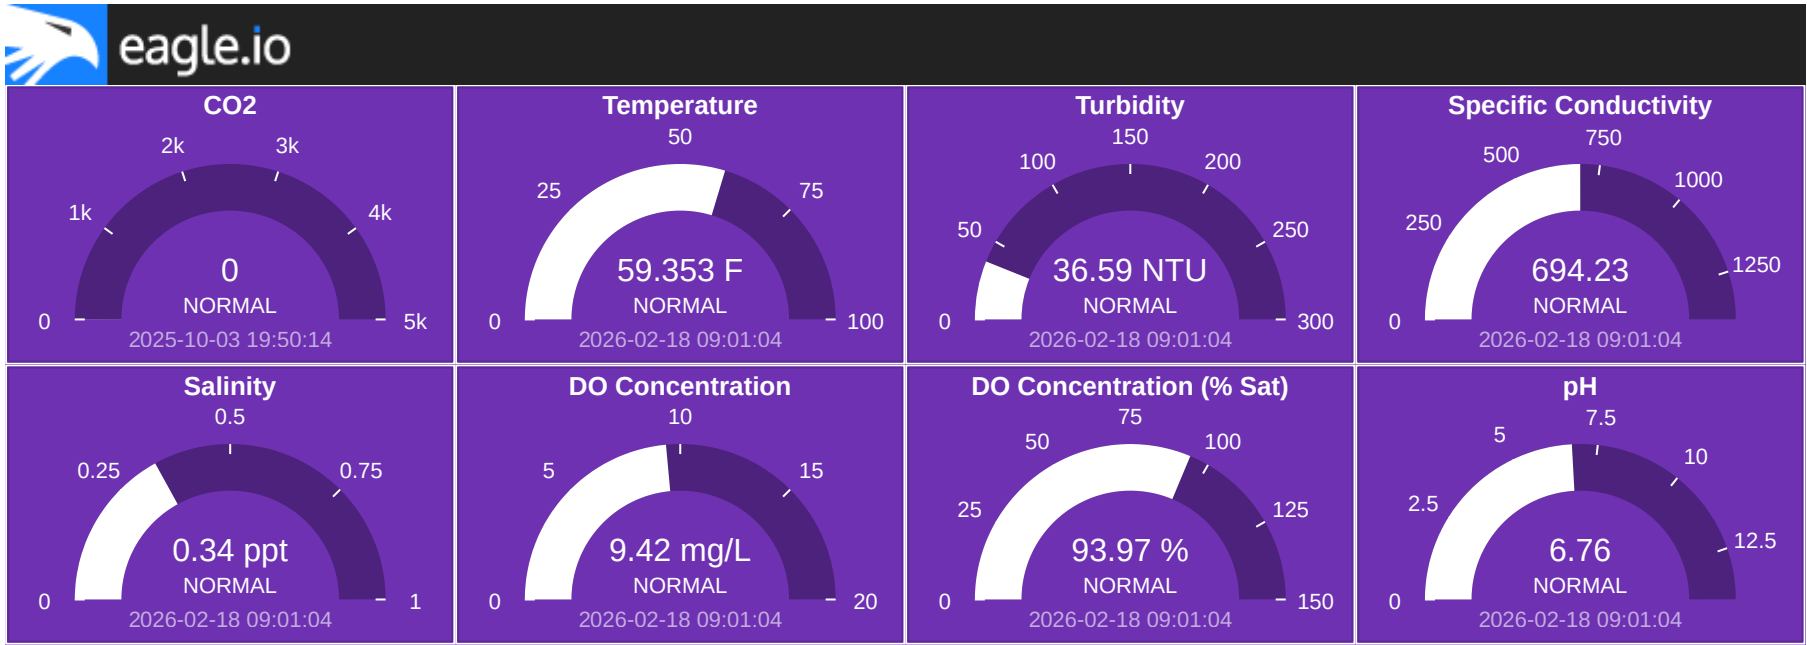 eagle.io
CO2
0
1k
2k
3k
4k
5k
0
NORMAL
2025-10-03 19:50:14
Temperature
0
25
50
75
100
59.353 F
NORMAL
2026-02-18 09:01:04
Turbidity
0
50
100
150
200
250
300
36.59 NTU
NORMAL
2026-02-18 09:01:04
Specific Conductivity
0
250
500
750
1000
1250
694.23
NORMAL
2026-02-18 09:01:04
Salinity
0
0.25
0.5
0.75
1
0.34 ppt
NORMAL
2026-02-18 09:01:04
DO Concentration
0
5
10
15
20
9.42 mg/L
NORMAL
2026-02-18 09:01:04
DO Concentration (% Sat)
0
25
50
75
100
125
150
93.97 %
NORMAL
2026-02-18 09:01:04
pH
0
2.5
5
7.5
10
12.5
6.76
NORMAL
2026-02-18 09:01:04